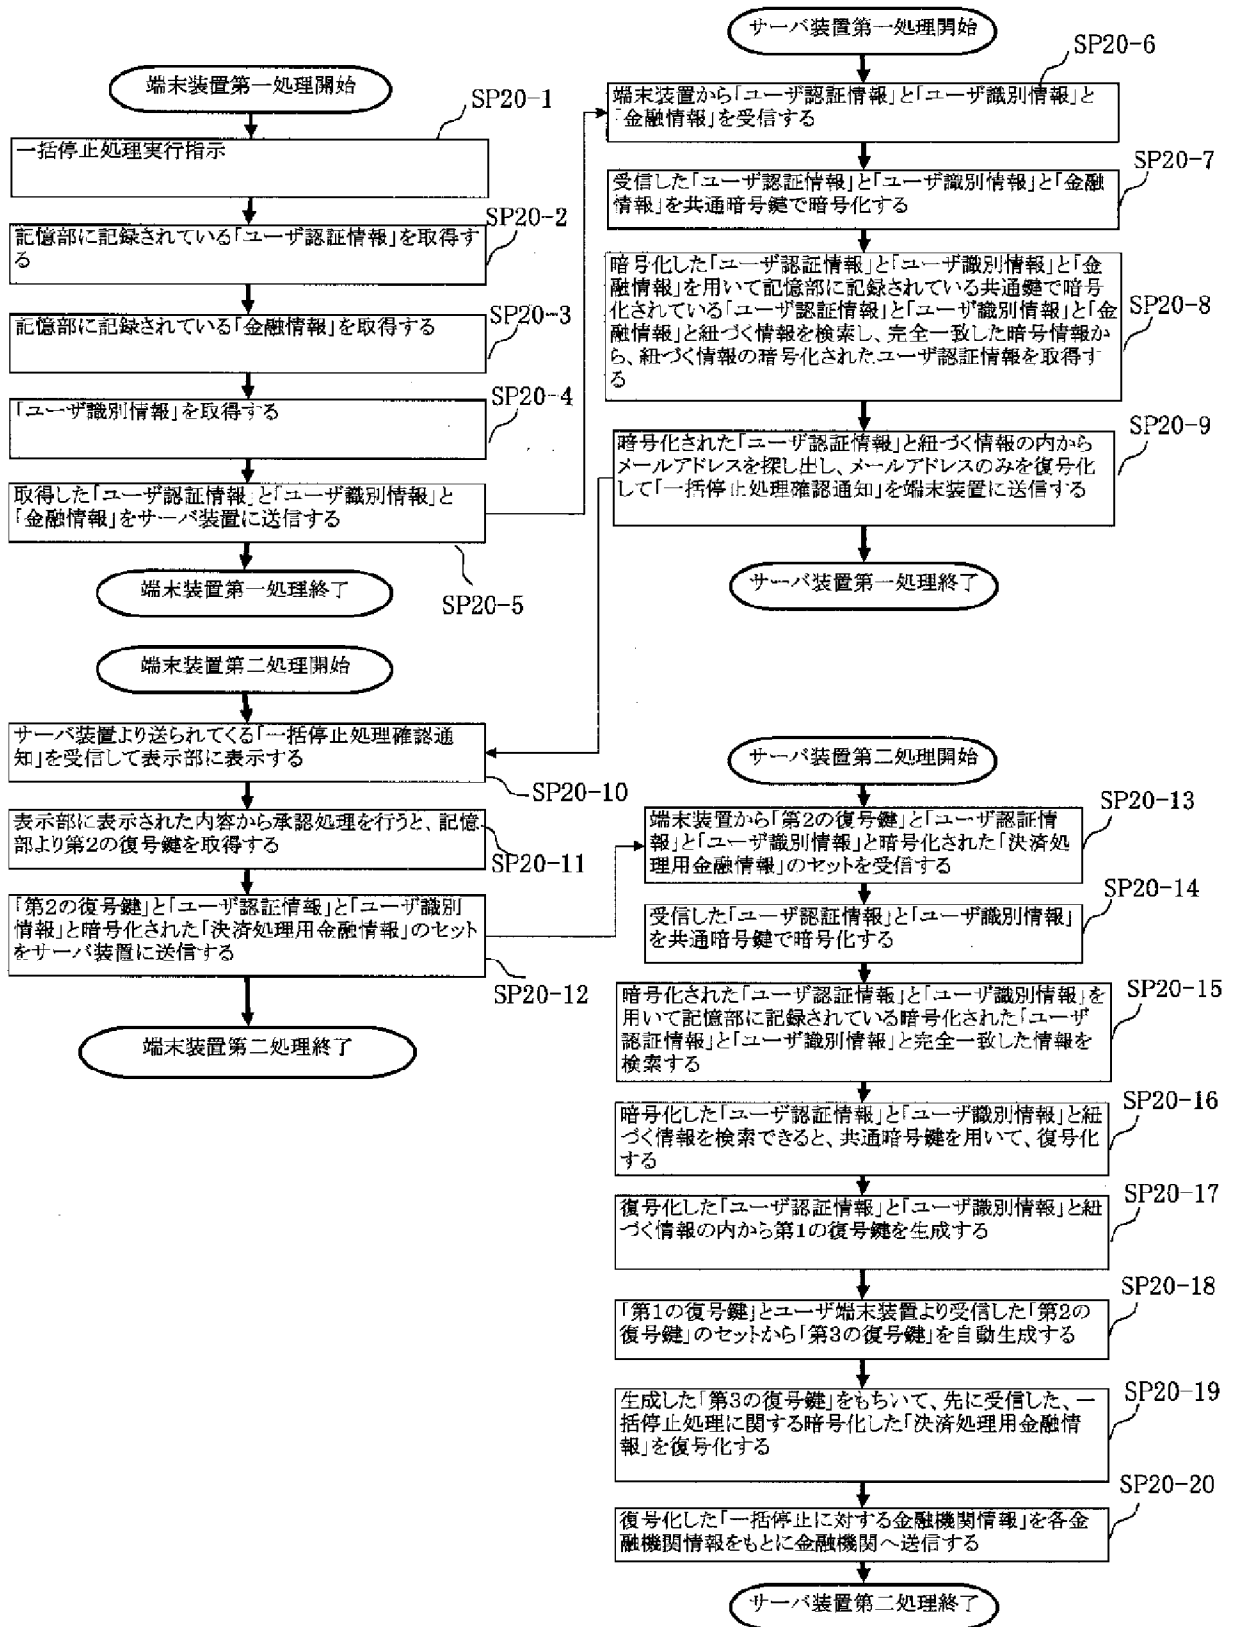 端末装置第一処理開始
SP20-1
一括停止処理実行指示
SP20-2
記憶部に記録されている「ユーザ認証情報」を取得す
る
SP20-3
記憶部に記録されている「金融情報」を取得する
SP20-4
「ユーザ識別情報」を取得する
取得した「ユーザ認証情報」と「ユーザ識別情報」と
「金融情報」をサーバ装置に送信する
SP20-5
端末装置第一処理終了
サーバ装置第一処理開始
SP20-6
端末装置から「ユーザ認証情報」と「ユーザ識別情報」と
「金融情報」を受信する
SP20-7
受信した「ユーザ認証情報」と「ユーザ識別情報」と「金融
情報」を共通暗号鍵で暗号化する
SP20-8
暗号化した「ユーザ認証情報」と「ユーザ識別情報」と「金
融情報」を用いて記憶部に記録されている共通鍵で暗号
化されている「ユーザ認証情報」と「ユーザ識別情報」と「金
融情報」と紐づく情報を検索し、完全一致した暗号情報か
ら、紐づく情報の暗号化されたユーザ認証情報を取得す
る
SP20-9
暗号化された「ユーザ認証情報」と紐づく情報の内から
メールアドレスを探し出し、メールアドレスのみを復号化
して「一括停止処理確認通知」を端末装置に送信する
サーバ装置第一処理終了
端末装置第二処理開始
サーバ装置より送られてくる「一括停止処理確認通
知」を受信して表示部に表示する
SP20-10
表示部に表示された内容から承認処理を行うと、記憶
部より第2の復号鍵を取得する
SP20-11
「第2の復号鍵」と「ユーザ認証情報」と「ユーザ識別
情報」と暗号化された「決済処理用金融情報」のセット
をサーバ装置に送信する
SP20-12
端末装置第二処理終了
サーバ装置第二処理開始
SP20-13
端末装置から「第2の復号鍵」と「ユーザ認証情
報」と「ユーザ識別情報」と暗号化された「決済処
理用金融情報」のセットを受信する
SP20-14
受信した「ユーザ認証情報」と「ユーザ識別情報」
を共通暗号鍵で暗号化する
SP20-15
暗号化された「ユーザ認証情報」と「ユーザ識別情報」を
用いて記憶部に記録されている暗号化された「ユーザ
認証情報」と「ユーザ識別情報」と完全一致した情報を
検索する
SP20-16
暗号化した「ユーザ認証情報」と「ユーザ識別情報」と紐
づく情報を検索できると、共通暗号鍵を用いて、復号化
する
SP20-17
復号化した「ユーザ認証情報」と「ユーザ識別情報」と紐
づく情報の内から第1の復号鍵を生成する
SP20-18
「第1の復号鍵」とユーザ端末装置より受信した「第2の
復号鍵」のセットから「第3の復号鍵」を自動生成する
SP20-19
生成した「第3の復号鍵」をもちいて、先に受信した、一
括停止処理に関する暗号化した「決済処理用金融情
報」を復号化する
SP20-20
復号化した「一括停止に対する金融機関情報」を各金
融機関情報をもとに金融機関へ送信する
サーバ装置第二処理終了